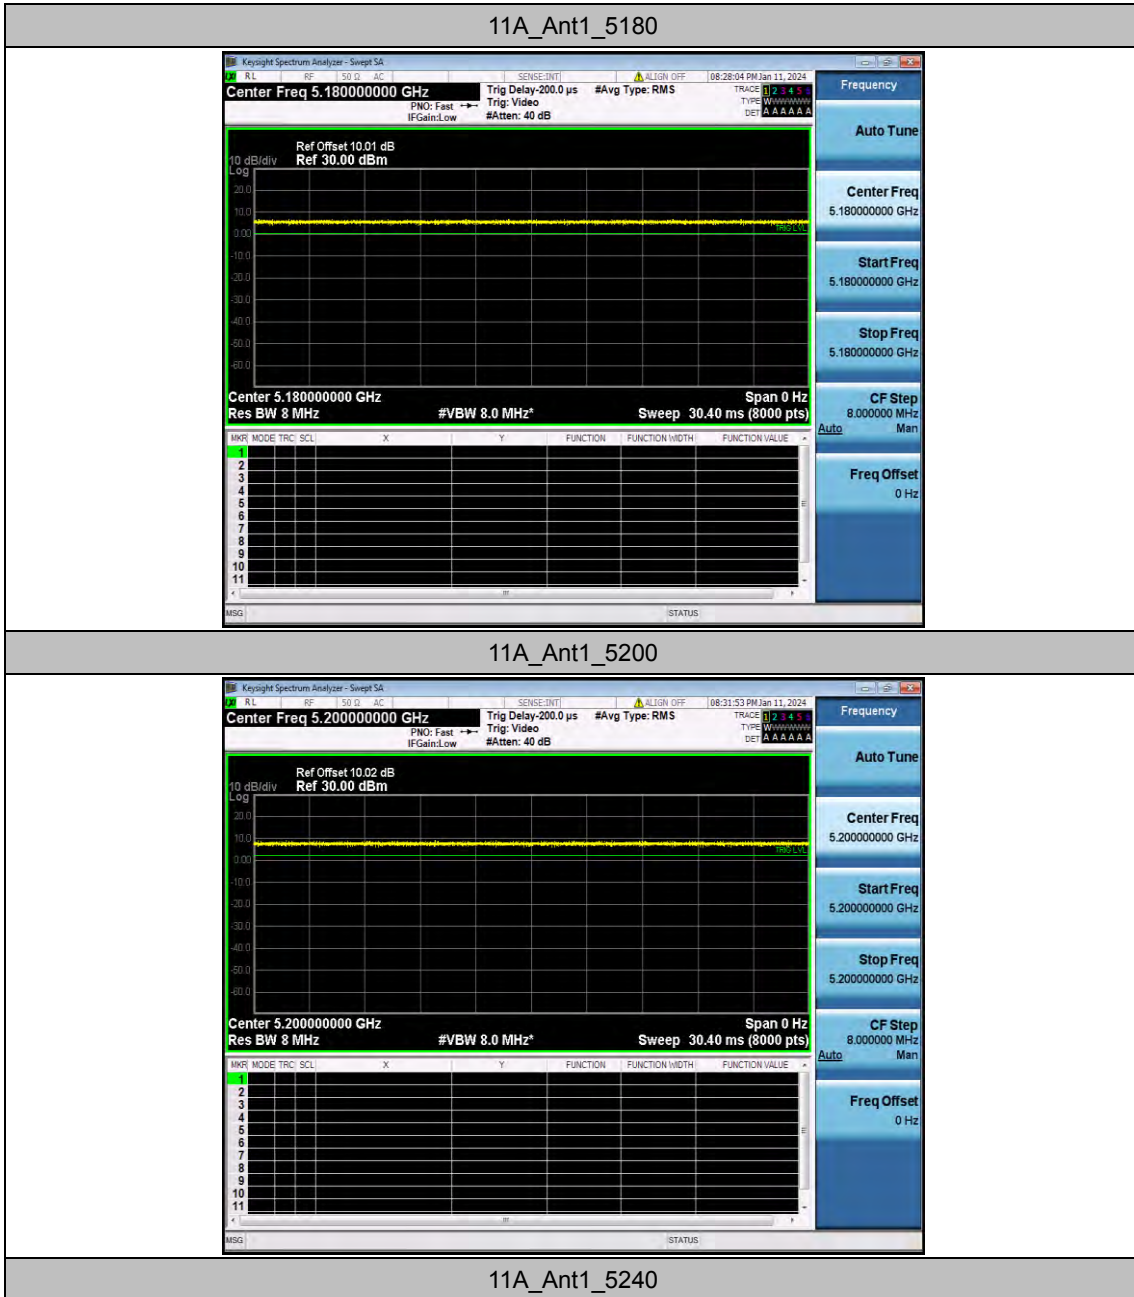 11A_Ant1_5180
Keysight Spectrum Analyzer - Swept SA
RL RF 50 Ω AC SENSE:INT ALIGN OFF 08:28:04 PM Jan 11, 2024
Center Freq 5.180000000 GHz Trig Delay-200.0 µs #Avg Type: RMS TRACE 1 2 3 4 5 6
PNO: Fast Trig: Video TYPE W
IFGain:Low #Atten: 40 dB DET A A A A A A
Frequency
Auto Tune
Ref Offset 10.01 dB
10 dB/div Ref 30.00 dBm
Log
20.0
10.0
0.00
-10.0
-20.0
-30.0
-40.0
-50.0
-60.0
TRIG LVL
Center 5.180000000 GHz Span 0 Hz
Res BW 8 MHz #VBW 8.0 MHz* Sweep 30.40 ms (8000 pts)
Center Freq
5.180000000 GHz
Start Freq
5.180000000 GHz
Stop Freq
5.180000000 GHz
CF Step
8.000000 MHz
Auto Man
Freq Offset
0 Hz
MKR MODE TRC SCL X Y FUNCTION FUNCTION WIDTH FUNCTION VALUE
1
2
3
4
5
6
7
8
9
10
11
MSG STATUS
11A_Ant1_5200
Keysight Spectrum Analyzer - Swept SA
RL RF 50 Ω AC SENSE:INT ALIGN OFF 08:31:53 PM Jan 11, 2024
Center Freq 5.200000000 GHz Trig Delay-200.0 µs #Avg Type: RMS TRACE 1 2 3 4 5 6
PNO: Fast Trig: Video TYPE W
IFGain:Low #Atten: 40 dB DET A A A A A A
Frequency
Auto Tune
Ref Offset 10.02 dB
10 dB/div Ref 30.00 dBm
Log
20.0
10.0
0.00
-10.0
-20.0
-30.0
-40.0
-50.0
-60.0
TRIG LVL
Center 5.200000000 GHz Span 0 Hz
Res BW 8 MHz #VBW 8.0 MHz* Sweep 30.40 ms (8000 pts)
Center Freq
5.200000000 GHz
Start Freq
5.200000000 GHz
Stop Freq
5.200000000 GHz
CF Step
8.000000 MHz
Auto Man
Freq Offset
0 Hz
MKR MODE TRC SCL X Y FUNCTION FUNCTION WIDTH FUNCTION VALUE
1
2
3
4
5
6
7
8
9
10
11
MSG STATUS
11A_Ant1_5240